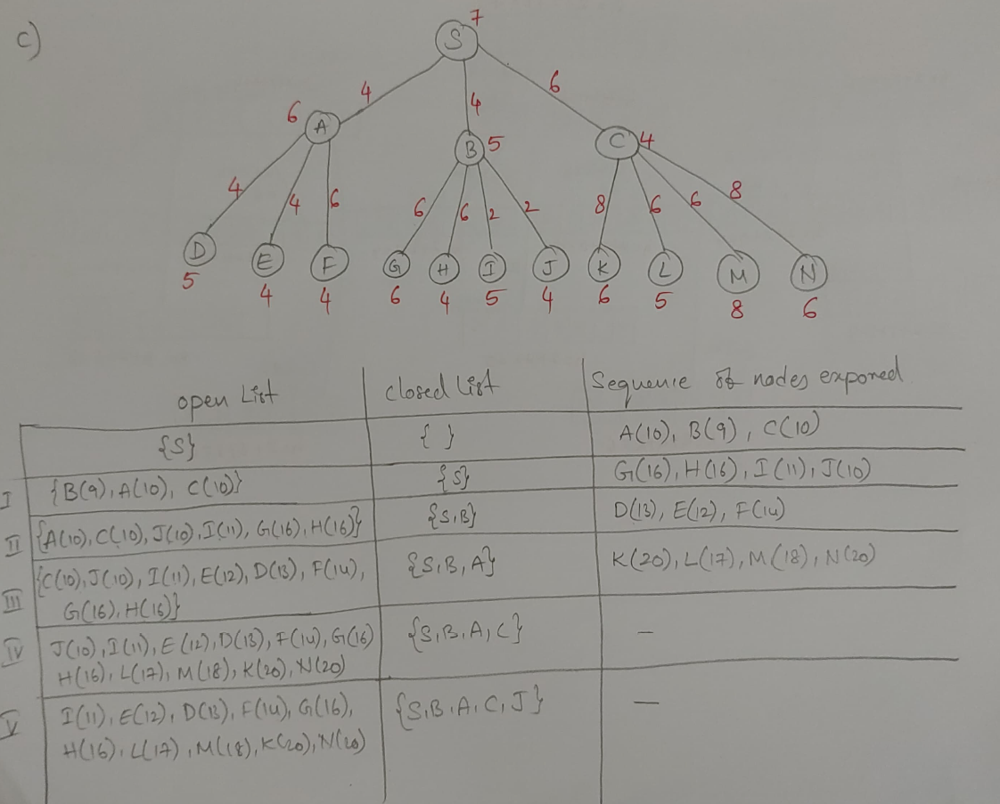 c)
S 7
4 4 6
6 A B 5 C 4
4 4 6 6 6 2 2 8 6 6 8
D E F G H I J K L M N
5 4 4 6 4 5 4 6 5 8 6
open List closed list Sequence of nodes expored
{S} { } A(10), B(9), C(10)
I {B(9), A(10), C(10)} {S} G(16), H(16), I(11), J(10)
II {A(10), C(10), J(10), I(11), G(16), H(16)} {S, B} D(13), E(12), F(14)
III {C(10), J(10), I(11), E(12), D(13), F(14), {S, B, A} K(20), L(17), M(18), N(20)
G(16), H(16)}
IV J(10), I(11), E(12), D(13), F(14), G(16) {S, B, A, C} –
H(16), L(17), M(18), K(20), N(20)
V I(11), E(12), D(13), F(14), G(16), {S, B, A, C, J} –
H(16), L(17), M(18), K(20), N(20)